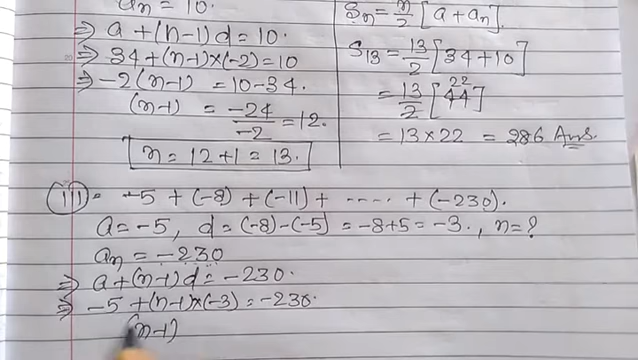 an = 10.
⇒ a + (n-1)d = 10.
⇒ 34 + (n-1)×(-2) = 10
⇒ -2(n-1) = 10-34.
(n-1) = -24/-2 = 12.
n = 12+1 = 13.
Sn = n/2 [a + an].
S13 = 13/2 [34+10]
= 13/2 [44] 22
= 13×22 = 286 Ans.
(iii) = -5 + (-8) + (-11) + ..... + (-230).
a = -5, d = (-8)-(-5) = -8+5 = -3., n=?
an = -230
⇒ a + (n-1)d = -230.
⇒ -5 + (n-1)×(-3) = -230.
(n-1)